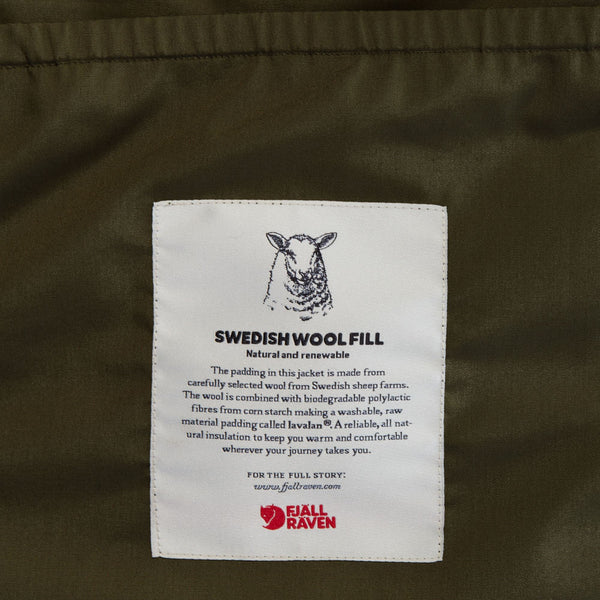 SWEDISH WOOL FILL
Natural and renewable
The padding in this jacket is made from
carefully selected wool from Swedish sheep farms.
The wool is combined with biodegradable polylactic
fibres from corn starch making a washable, raw
material padding called lavalan®. A reliable, all nat-
ural insulation to keep you warm and comfortable
wherever your journey takes you.
FOR THE FULL STORY:
www.fjallraven.com
FJÄLL
RÄVEN